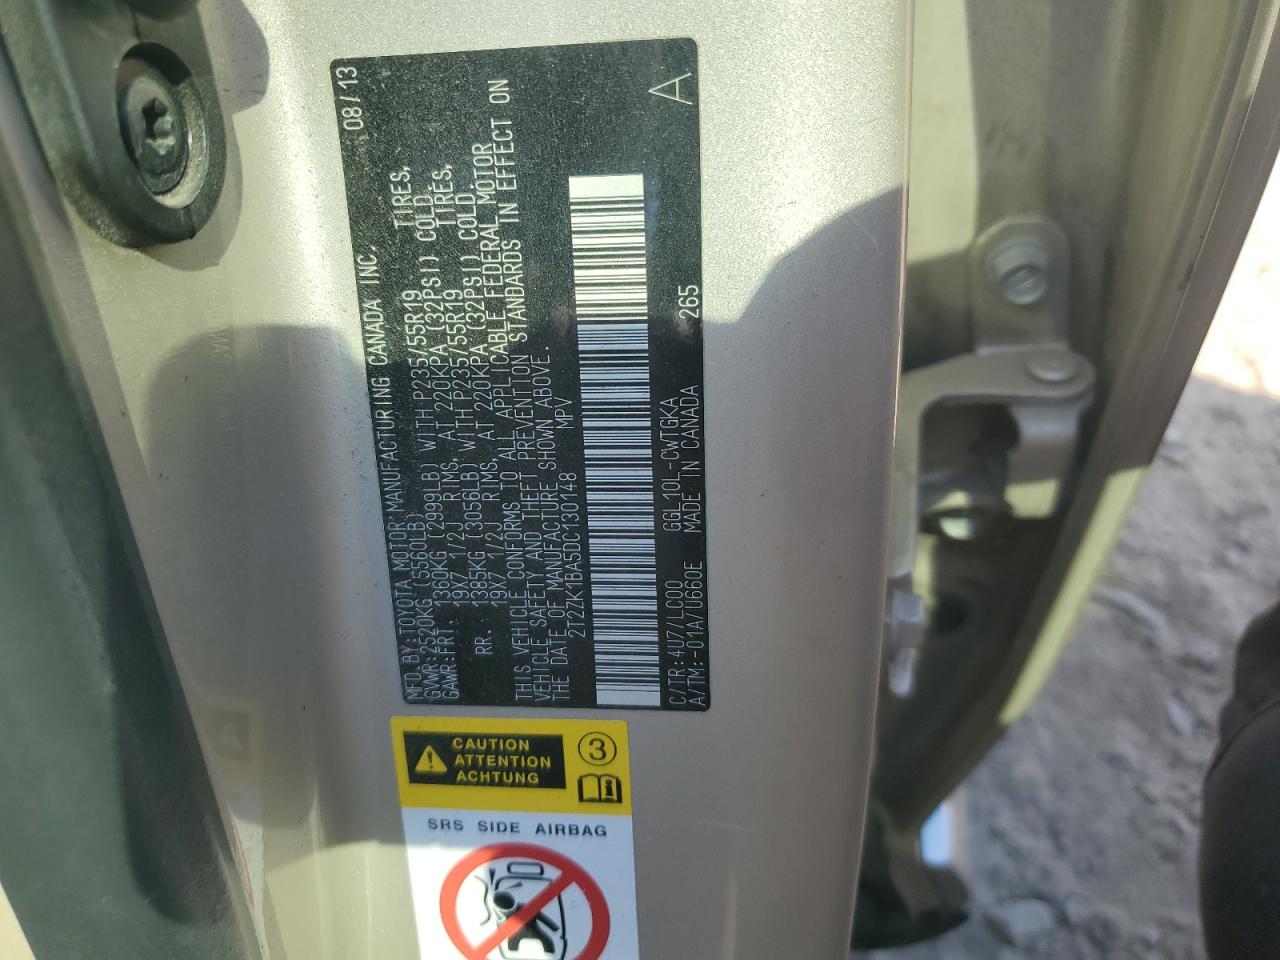 MFD. BY: TOYOTA MOTOR MANUFACTURING CANADA INC. 08/13
GVWR: 2520KG (5560LB)
GAWR: FRT. 1360KG (2999LB) WITH P235/55R19 TIRES,
19X7 1/2J RIMS, AT 220KPA (32PSI) COLD.
RR. 1385KG (3056LB) WITH P235/55R19 TIRES,
19X7 1/2J RIMS, AT 220KPA (32PSI) COLD.
THIS VEHICLE CONFORMS TO ALL APPLICABLE FEDERAL MOTOR
VEHICLE SAFETY AND THEFT PREVENTION STANDARDS IN EFFECT ON
THE DATE OF MANUFACTURE SHOWN ABOVE.
2T2ZK1BA5DC130148 MPV
C/TR: 4U7/LC00 GGL10L-CWTGKA 265 A
A/TM: -01A/U660E MADE IN CANADA
CAUTION
ATTENTION
ACHTUNG
3
SRS SIDE AIRBAG